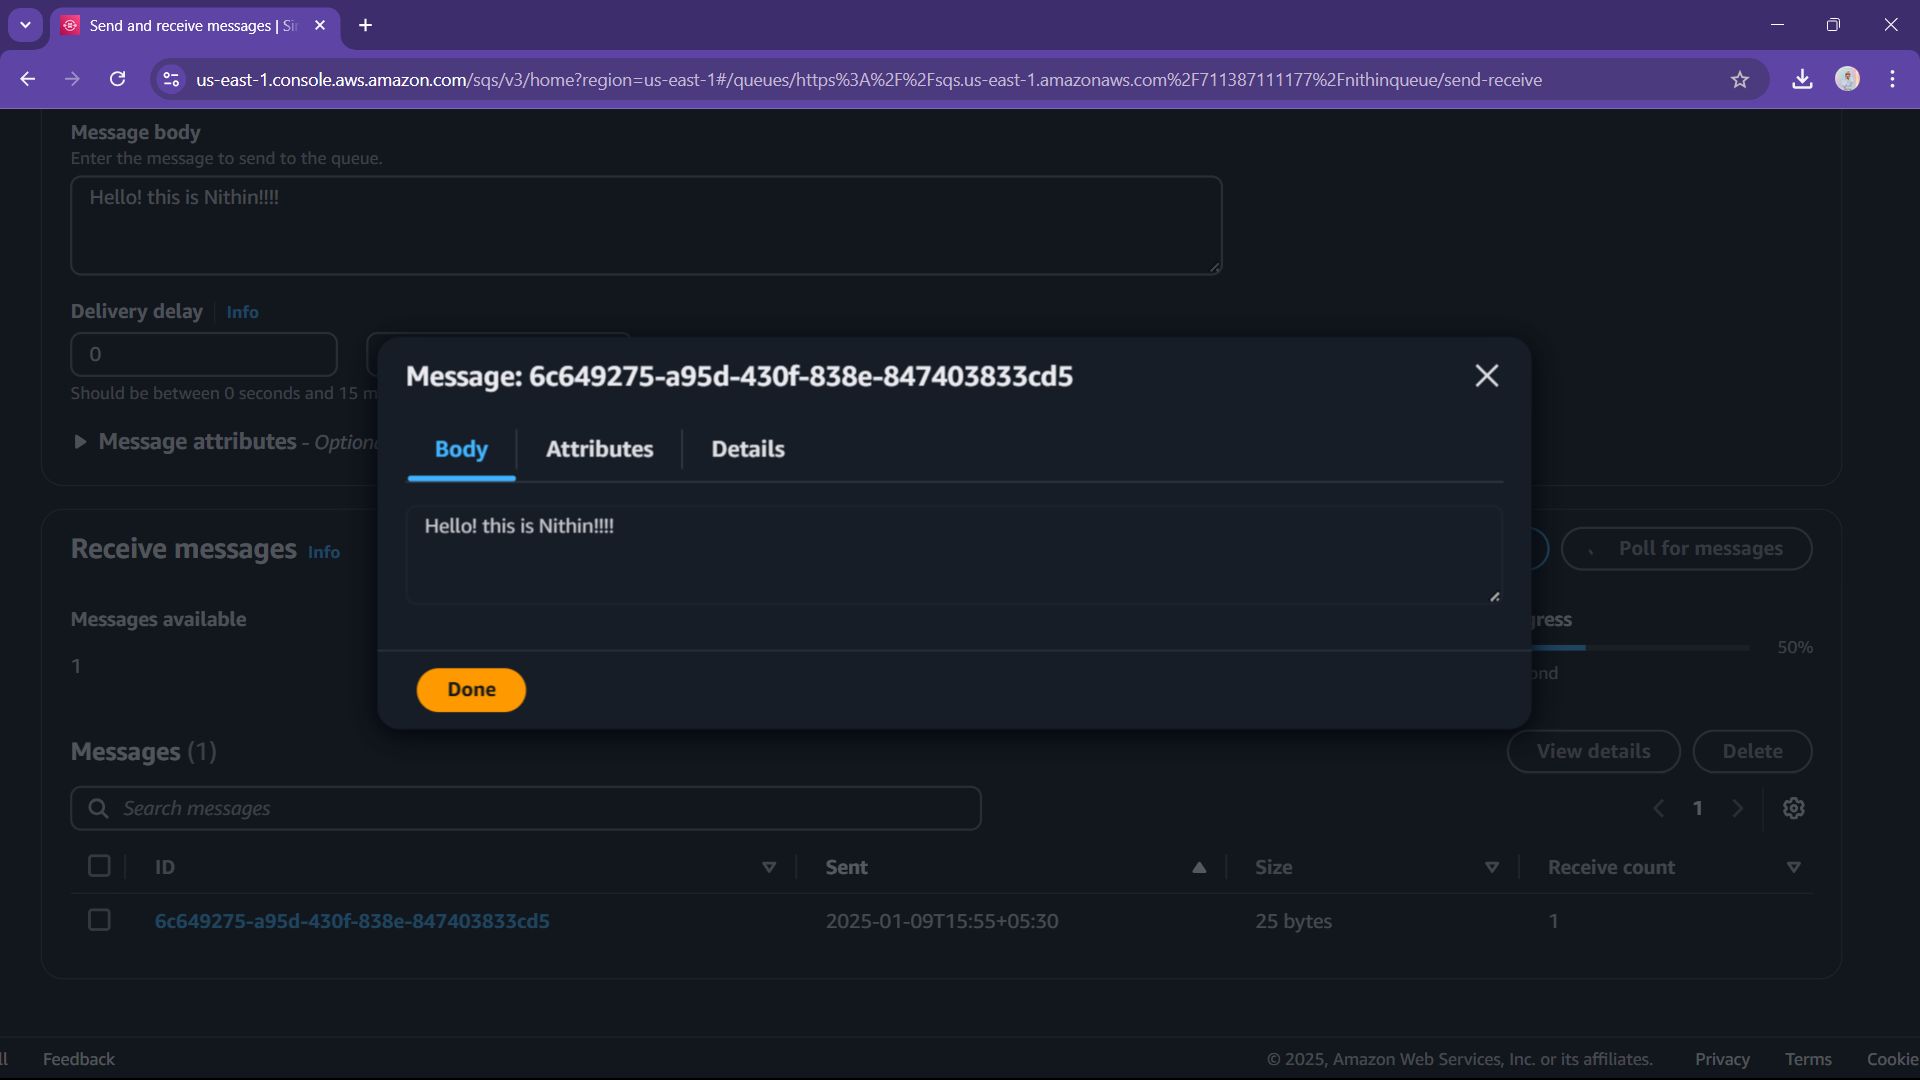 Send and receive messages | Si
us-east-1.console.aws.amazon.com/sqs/v3/home?region=us-east-1#/queues/https%3A%2F%2Fsqs.us-east-1.amazonaws.com%2F711387111177%2Fnithinqueue/send-receive
Message body
Enter the message to send to the queue.
Hello! this is Nithin!!!!
Delivery delay Info
0
Should be between 0 seconds and 15 m
Message attributes - Optiona
Message: 6c649275-a95d-430f-838e-847403833cd5
Body Attributes Details
Hello! this is Nithin!!!!
Done
Receive messages Info
Poll for messages
Messages available
gress
1
50%
ond
Messages (1)
View details Delete
Search messages
1
ID Sent Size Receive count
6c649275-a95d-430f-838e-847403833cd5 2025-01-09T15:55+05:30 25 bytes 1
ll Feedback © 2025, Amazon Web Services, Inc. or its affiliates. Privacy Terms Cookie